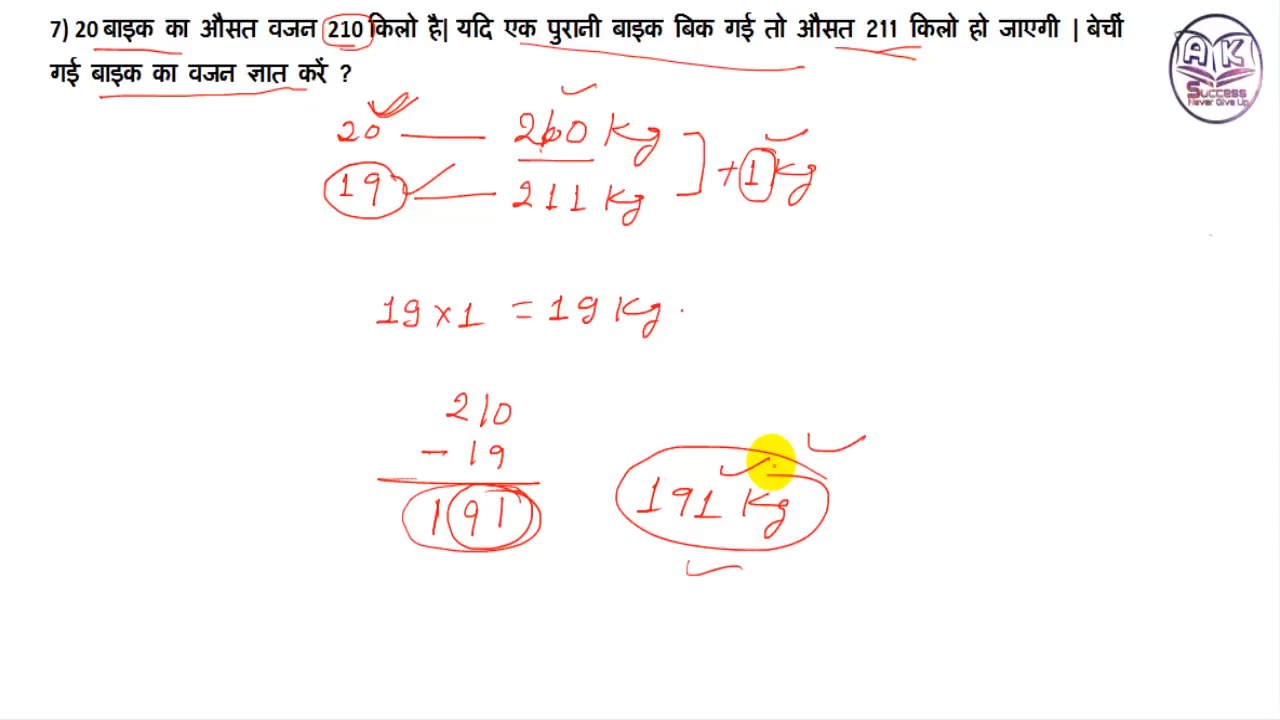 7) 20 बाइक का औसत वजन 210 किलो है| यदि एक पुरानी बाइक बिक गई तो औसत 211 किलो हो जाएगी | बेचीं
गई बाइक का वजन ज्ञात करें ?
AK
Success
Never Give Up
20 — 210 kg
19 — 211 kg
] +1 kg
19 × 1 = 19 kg.
210
- 19
191
191 kg